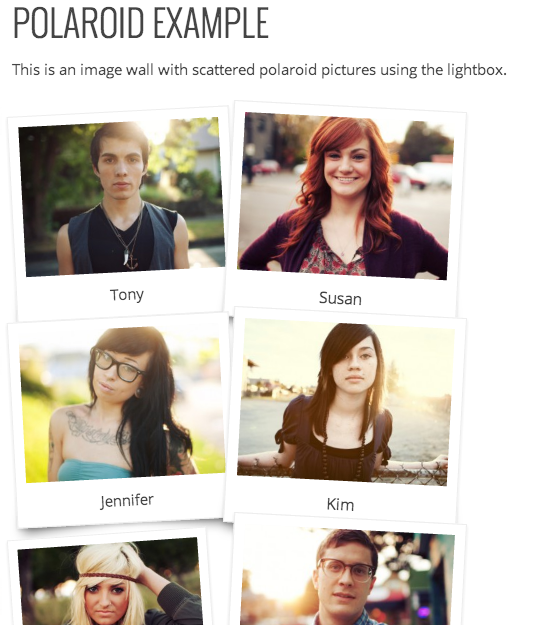 POLAROID EXAMPLE
This is an image wall with scattered polaroid pictures using the lightbox.
Tony
Susan
Jennifer
Kim